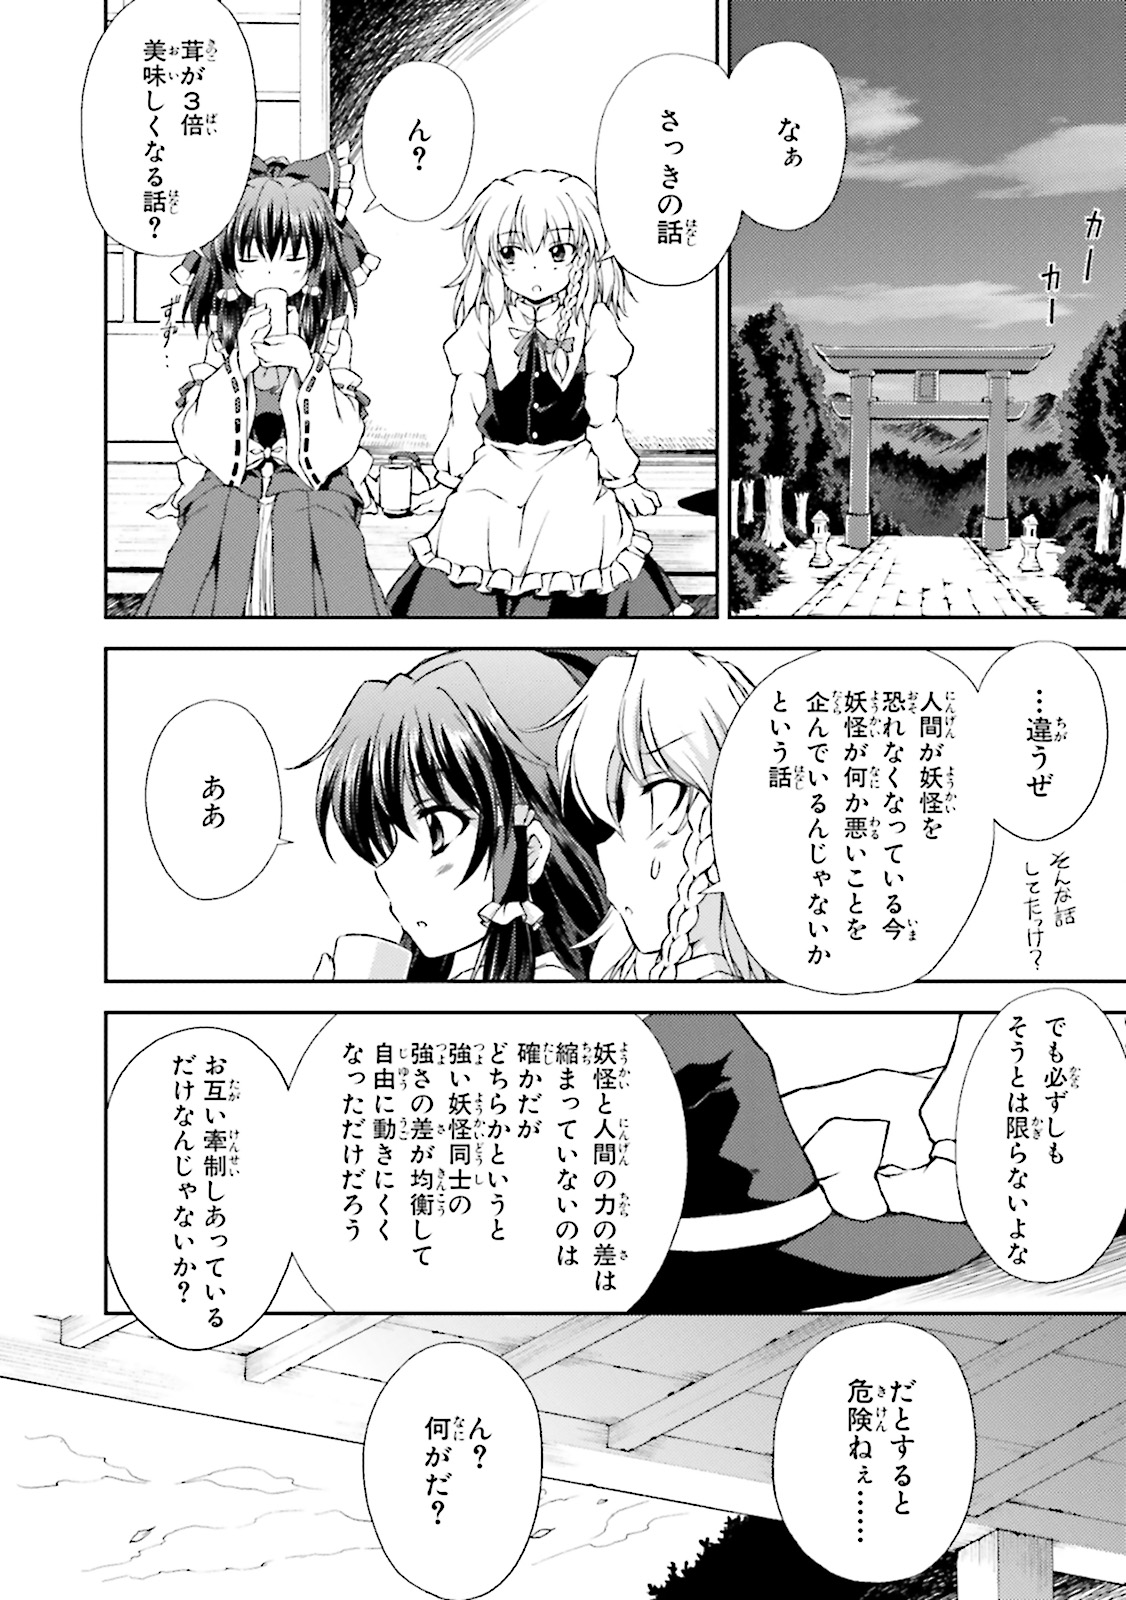 カー
カー
なぁ
さっきの話
ん？
茸が３倍
美味しくなる話？
ずず…
…違うぜ
そんな話
してたっけ？
人間が妖怪を
恐れなくなっている今
妖怪が何か悪いことを
企んでいるんじゃないか
という話
ああ
でも必ずしも
そうとは限らないよな
妖怪と人間の力の差は
縮まっていないのは
確かだが
どちらかというと
強い妖怪同士の
強さの差が均衡して
自由に動きにくく
なっただけだろう
お互い牽制しあっている
だけなんじゃないか？
だとすると
危険ねぇ……
ん？
何がだ？